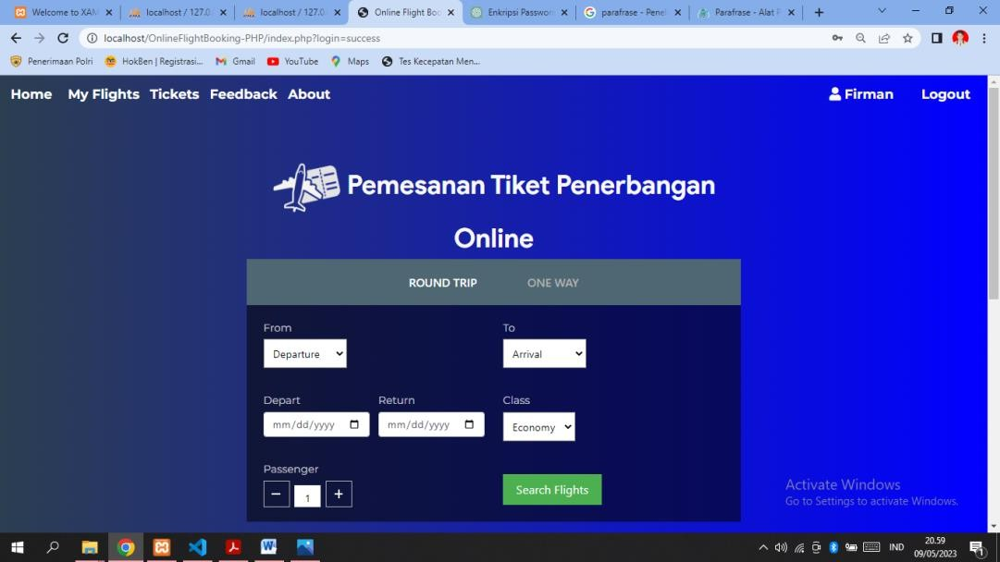 Welcome to XAM
localhost / 127.0.
localhost / 127.0.
Online Flight Boo
Enkripsi Passwor
parafrase - Penel
Parafrase - Alat P
localhost/OnlineFlightBooking-PHP/index.php?login=success
Penerimaan Polri
HokBen | Registrasi...
Gmail
YouTube
Maps
Tes Kecepatan Men...
Home My Flights Tickets Feedback About
Firman Logout
Pemesanan Tiket Penerbangan
Online
ROUND TRIP ONE WAY
From To
Departure Arrival
Depart Return Class
mm/dd/yyyy mm/dd/yyyy Economy
Passenger
− 1 + Search Flights
Activate Windows
Go to Settings to activate Windows.
IND
20.59
09/05/2023
1